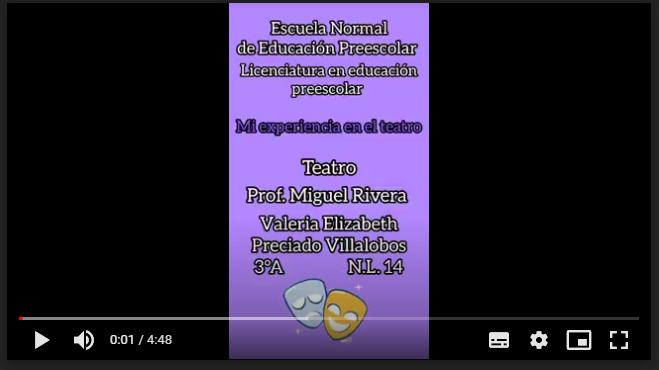 Escuela Normal
de Educación Preescolar
Licenciatura en educación
preescolar
Mi experiencia en el teatro
Teatro
Prof. Miguel Rivera
Valeria Elizabeth
Preciado Villalobos
3°A N.L. 14
0:01 / 4:48